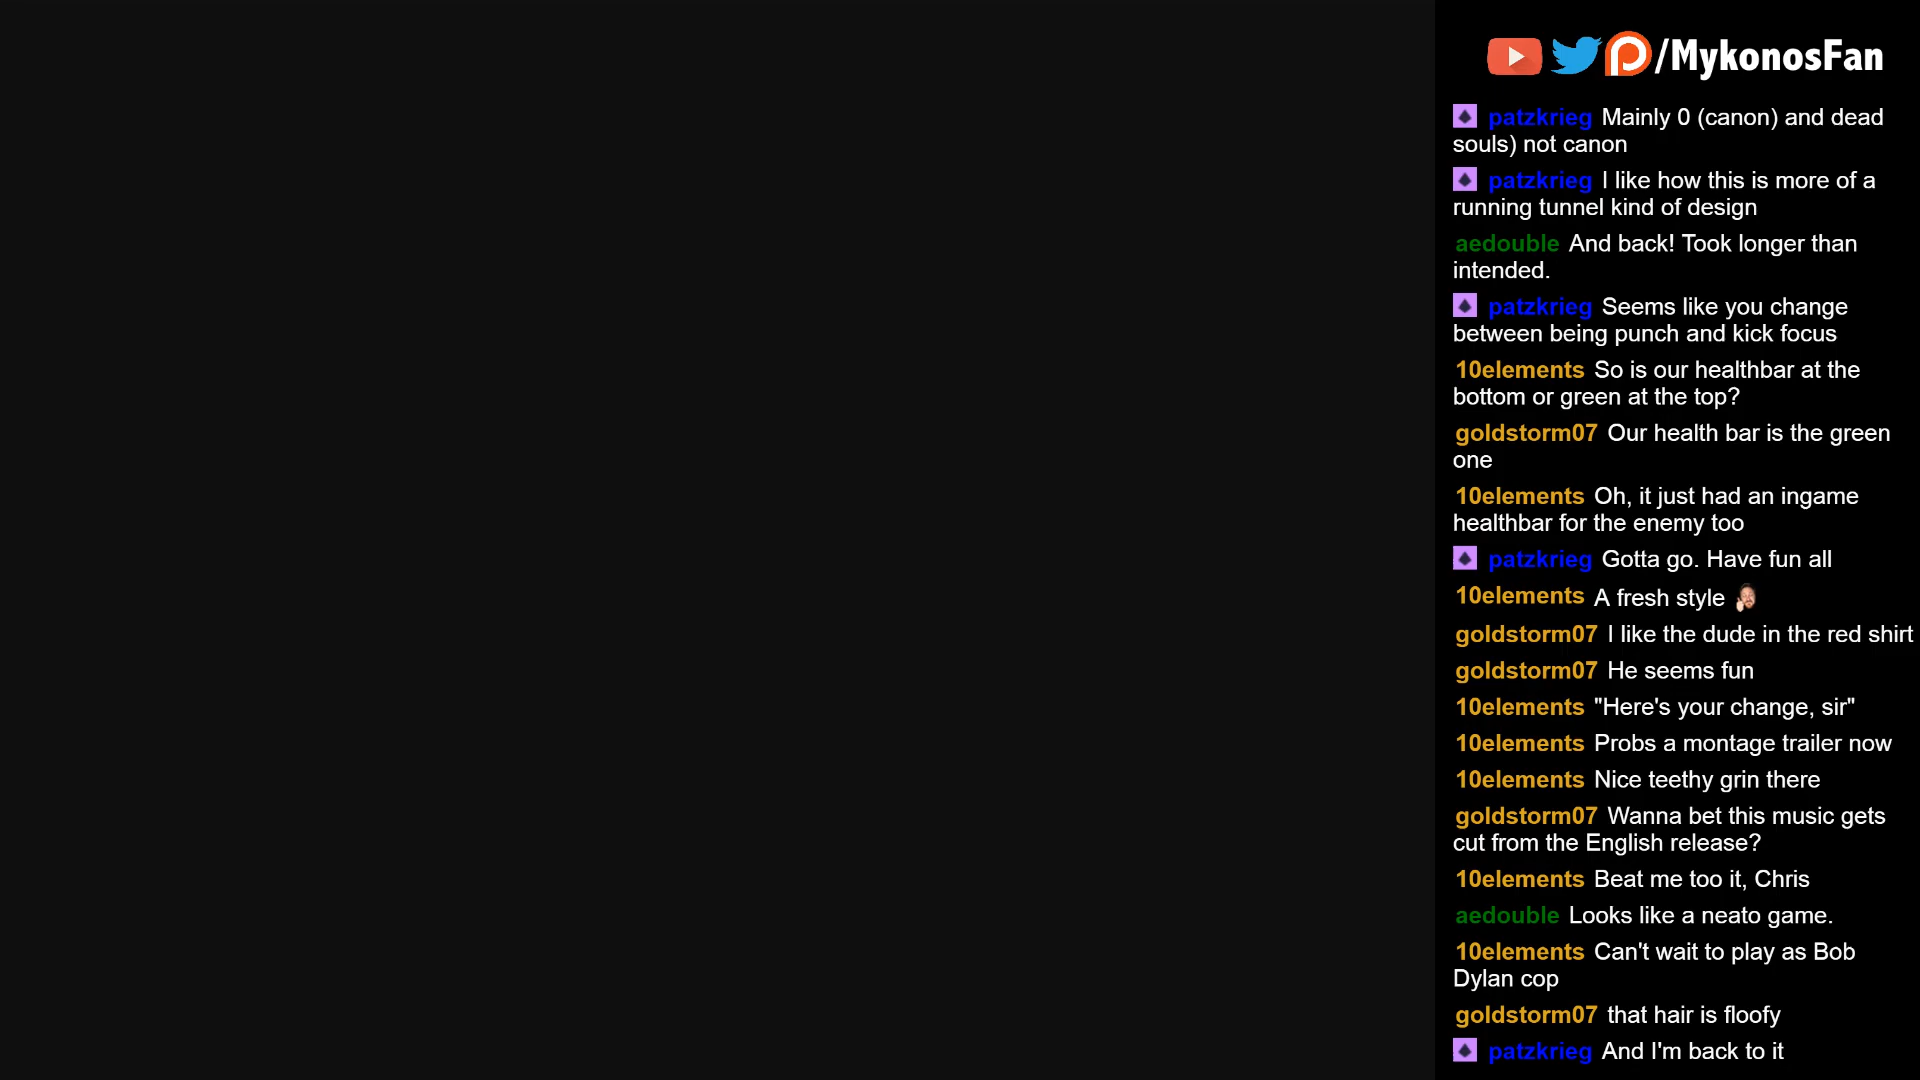 /MykonosFan
patzkrieg Mainly 0 (canon) and dead
souls) not canon
patzkrieg I like how this is more of a
running tunnel kind of design
aedouble And back! Took longer than
intended.
patzkrieg Seems like you change
between being punch and kick focus
10elements So is our healthbar at the
bottom or green at the top?
goldstorm07 Our health bar is the green
one
10elements Oh, it just had an ingame
healthbar for the enemy too
patzkrieg Gotta go. Have fun all
10elements A fresh style
goldstorm07 I like the dude in the red shirt
goldstorm07 He seems fun
10elements "Here's your change, sir"
10elements Probs a montage trailer now
10elements Nice teethy grin there
goldstorm07 Wanna bet this music gets
cut from the English release?
10elements Beat me too it, Chris
aedouble Looks like a neato game.
10elements Can't wait to play as Bob
Dylan cop
goldstorm07 that hair is floofy
patzkrieg And I'm back to it